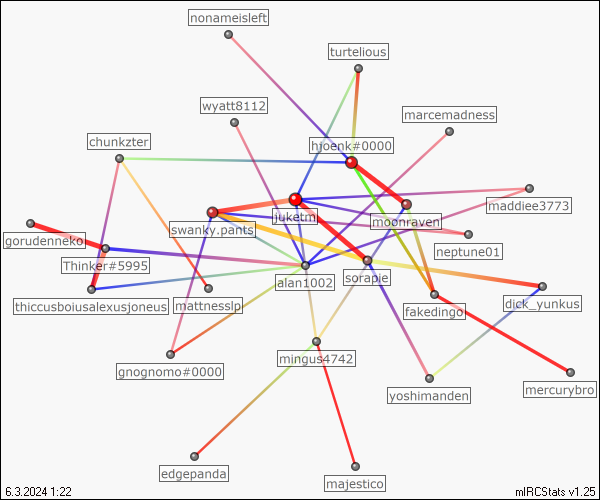 nonameisleft
turtelious
wyatt8112
marcemadness
chunkzter
hjoenk#0000
maddiee3773
juketm
moonraven
swanky.pants
gorudenneko
neptune01
Thinker#5995
sorapje
alan1002
thiccusboiusalexusjoneus
mattnesslp
fakedingo
dick_yunkus
mingus4742
gnognomo#0000
yoshimanden
mercurybro
edgepanda
majestico
6.3.2024 1:22
mIRCStats v1.25